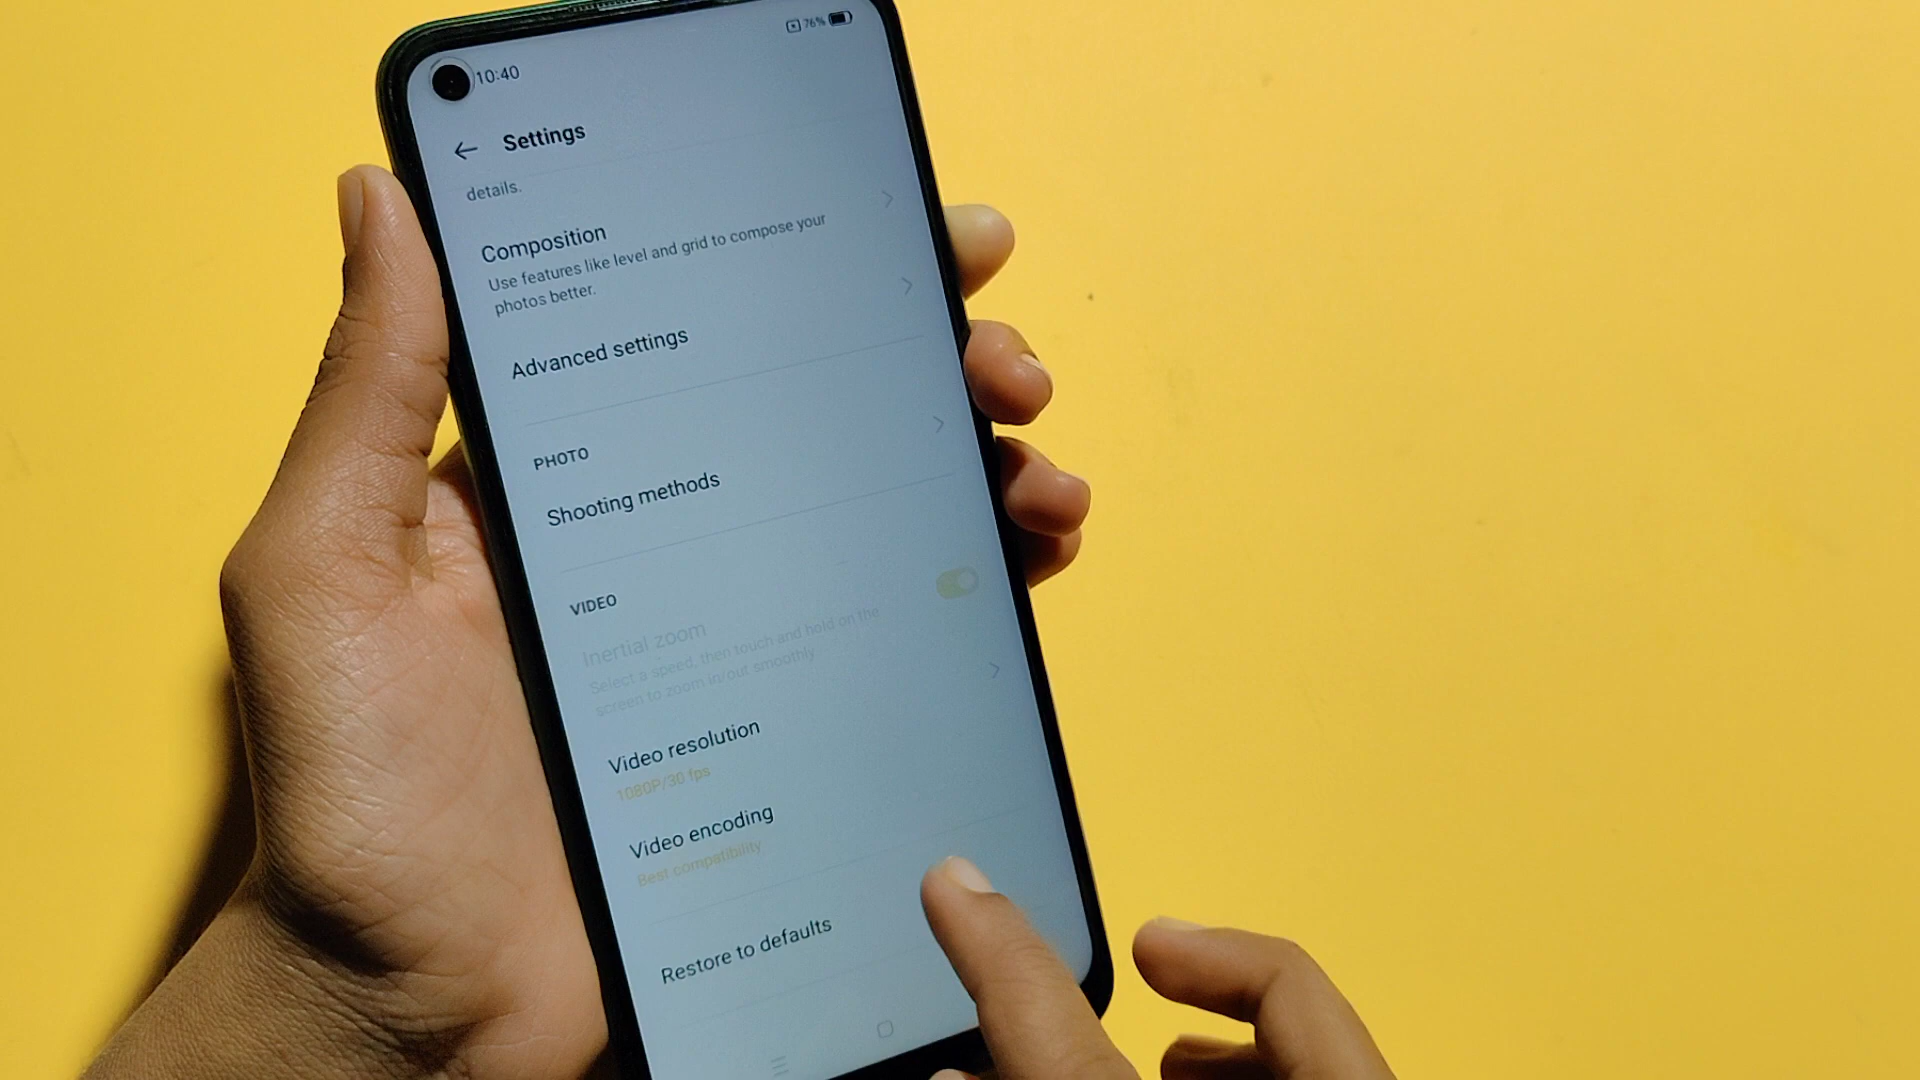 76%
10:40
Settings
details.
Composition
Use features like level and grid to compose your
photos better.
Advanced settings
PHOTO
Shooting methods
VIDEO
Inertial zoom
Select a speed, then touch and hold on the
screen to zoom in/out smoothly.
Video resolution
1080P/30 fps
Video encoding
Best compatibility
Restore to defaults